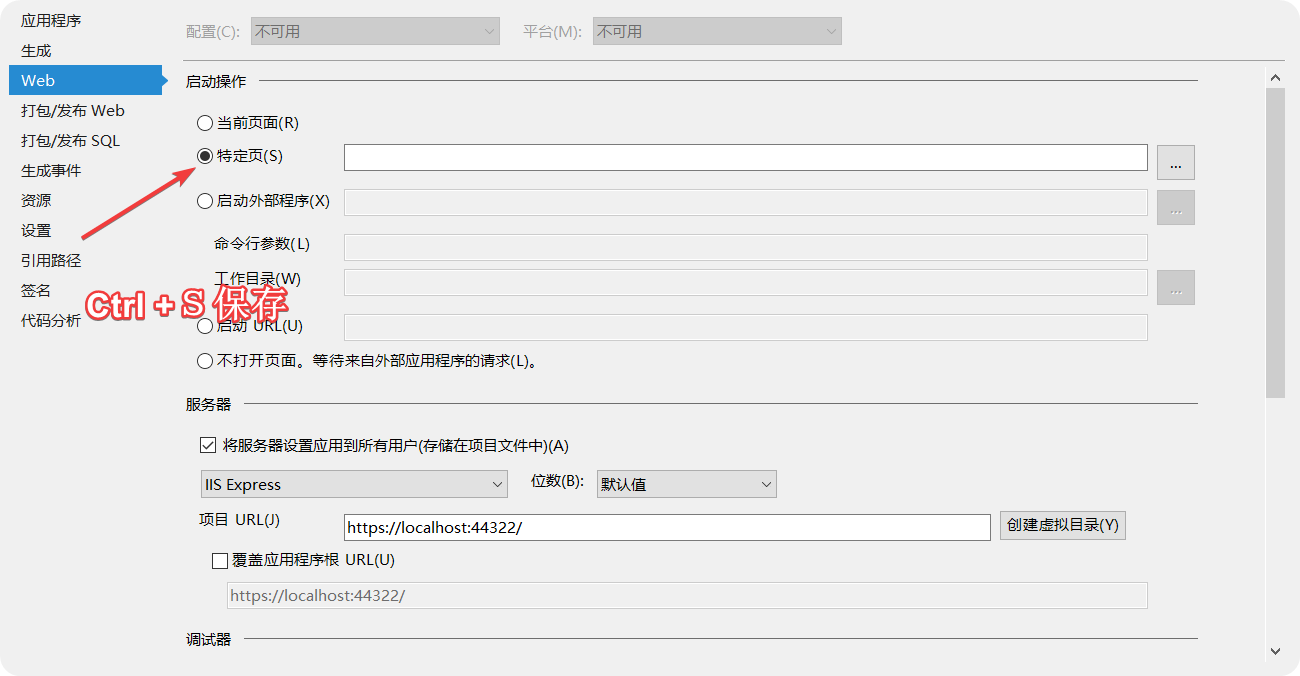 应用程序
生成
Web
打包/发布 Web
打包/发布 SQL
生成事件
资源
设置
引用路径
签名
代码分析
配置(C): 不可用 平台(M): 不可用
启动操作
当前页面(R)
特定页(S) ...
启动外部程序(X) ...
命令行参数(L)
工作目录(W) ...
Ctrl + S 保存
启动 URL(U)
不打开页面。等待来自外部应用程序的请求(L)。
服务器
将服务器设置应用到所有用户(存储在项目文件中)(A)
IIS Express 位数(B): 默认值
项目 URL(J) https://localhost:44322/ 创建虚拟目录(Y)
覆盖应用程序根 URL(U)
https://localhost:44322/
调试器